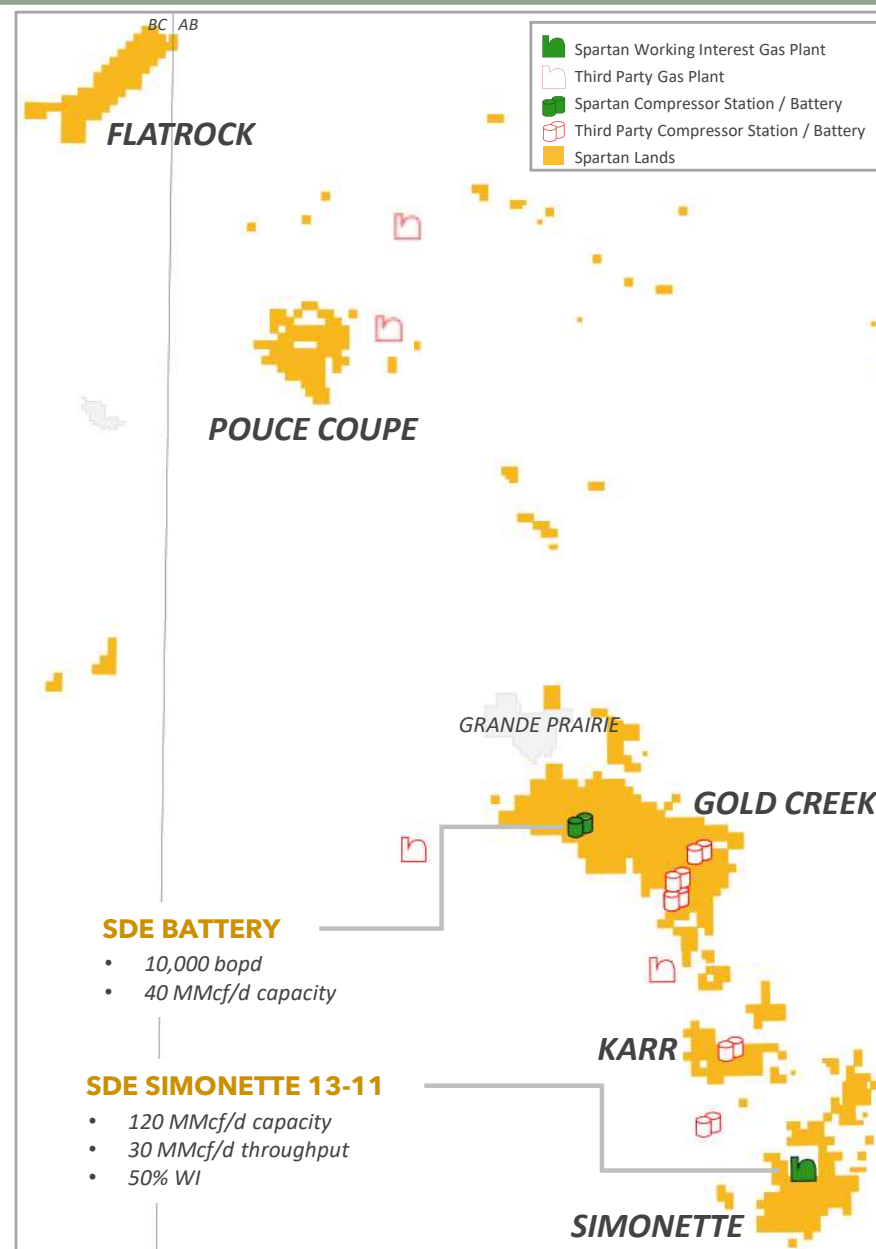 BC AB
Spartan Working Interest Gas Plant
Third Party Gas Plant
Spartan Compressor Station / Battery
Third Party Compressor Station / Battery
Spartan Lands
FLATROCK
POUCE COUPE
GRANDE PRAIRIE
GOLD CREEK
SDE BATTERY
• 10,000 bopd
• 40 MMcf/d capacity
KARR
SDE SIMONETTE 13-11
• 120 MMcf/d capacity
• 30 MMcf/d throughput
• 50% WI
SIMONETTE